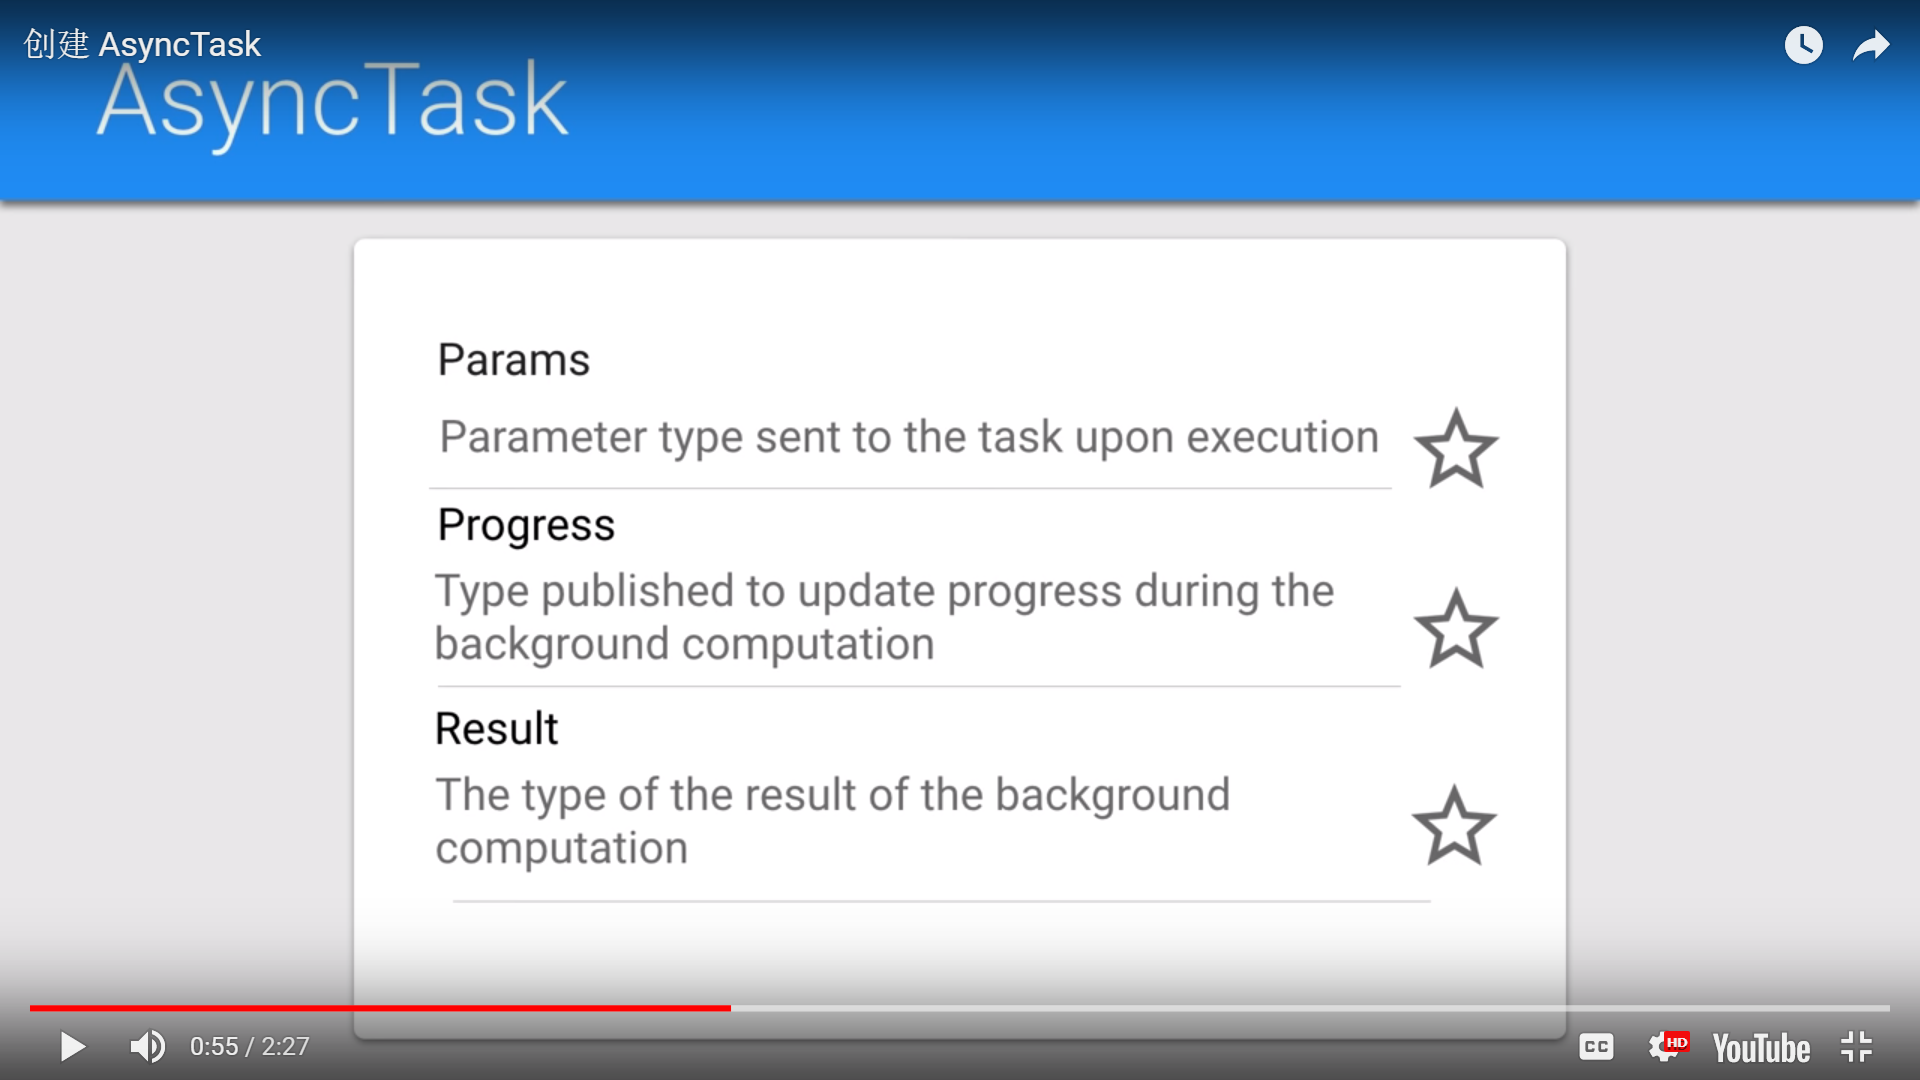 创建 AsyncTask
AsyncTask
Params
Parameter type sent to the task upon execution
Progress
Type published to update progress during the
background computation
Result
The type of the result of the background
computation
0:55 / 2:27
CC
HD
YouTube